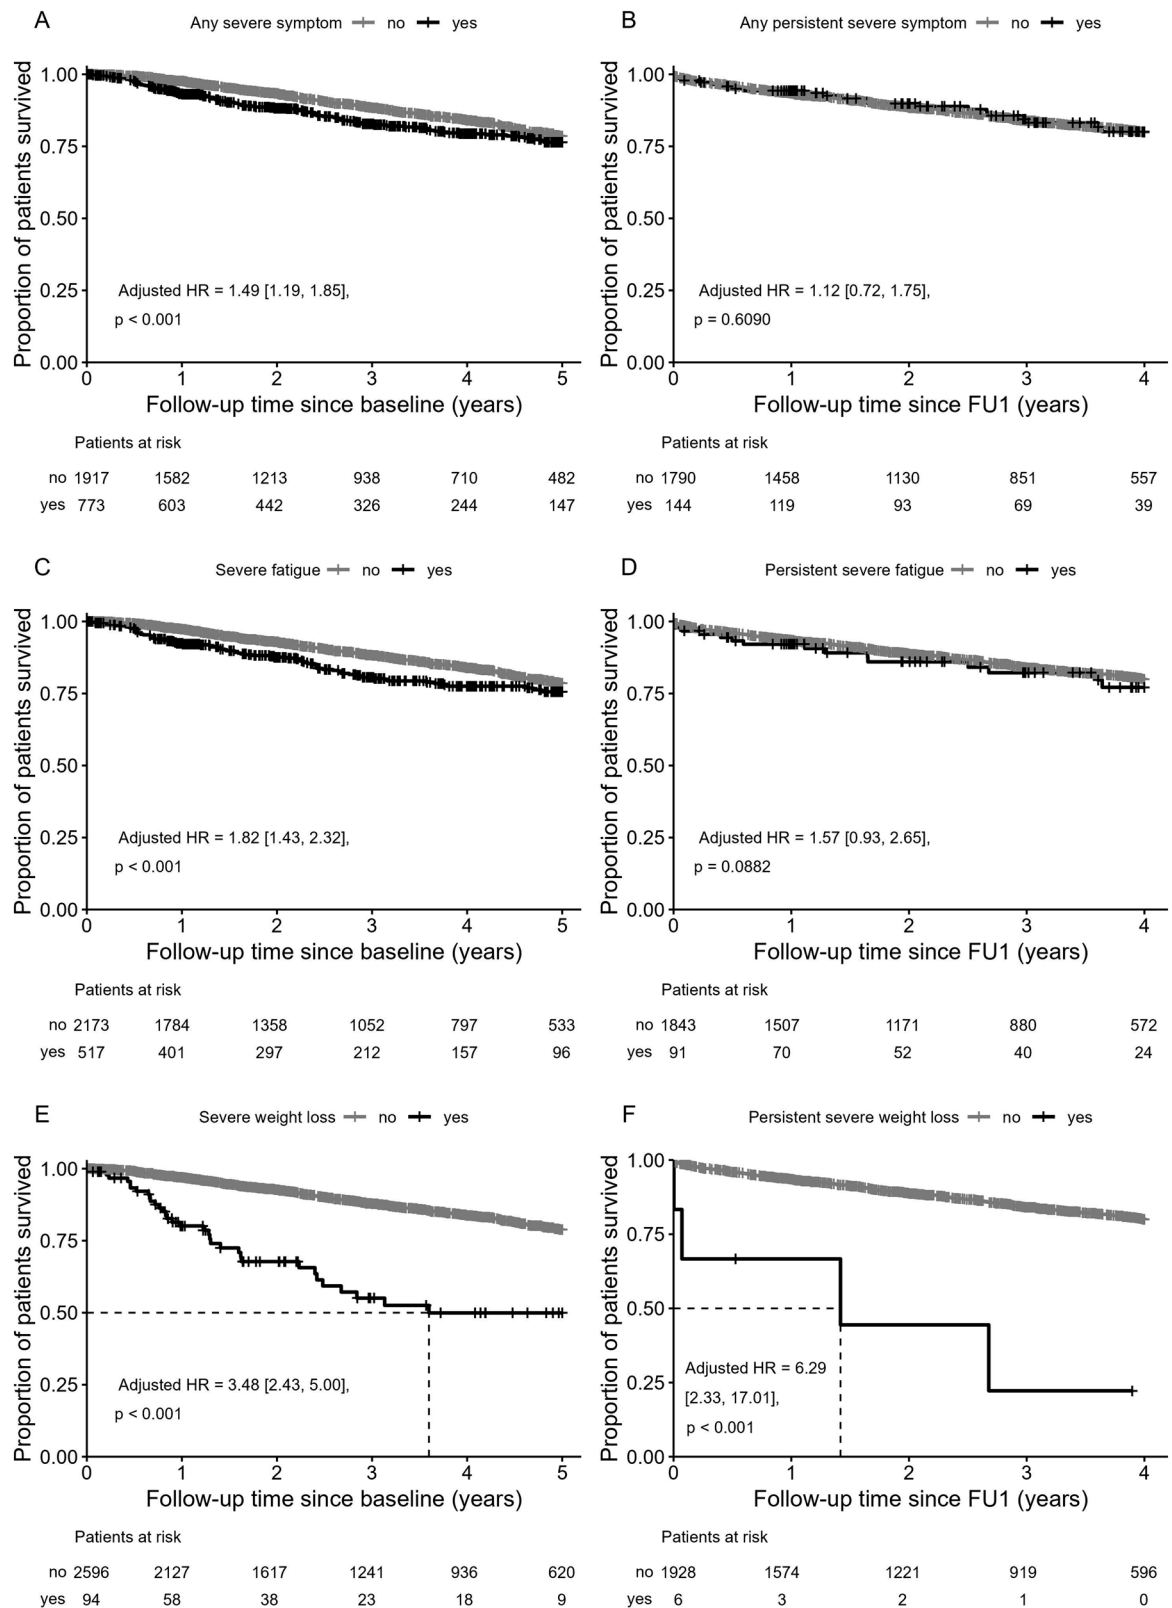 A Any severe symptom no yes
Proportion of patients survived
1.00
0.75
0.50
0.25
0.00
Adjusted HR = 1.49 [1.19, 1.85],
p < 0.001
0 1 2 3 4 5
Follow-up time since baseline (years)
Patients at risk
no 1917 1582 1213 938 710 482
yes 773 603 442 326 244 147
B Any persistent severe symptom no yes
Proportion of patients survived
1.00
0.75
0.50
0.25
0.00
Adjusted HR = 1.12 [0.72, 1.75],
p = 0.6090
0 1 2 3 4
Follow-up time since FU1 (years)
Patients at risk
no 1790 1458 1130 851 557
yes 144 119 93 69 39
C Severe fatigue no yes
Proportion of patients survived
1.00
0.75
0.50
0.25
0.00
Adjusted HR = 1.82 [1.43, 2.32],
p < 0.001
0 1 2 3 4 5
Follow-up time since baseline (years)
Patients at risk
no 2173 1784 1358 1052 797 533
yes 517 401 297 212 157 96
D Persistent severe fatigue no yes
Proportion of patients survived
1.00
0.75
0.50
0.25
0.00
Adjusted HR = 1.57 [0.93, 2.65],
p = 0.0882
0 1 2 3 4
Follow-up time since FU1 (years)
Patients at risk
no 1843 1507 1171 880 572
yes 91 70 52 40 24
E Severe weight loss no yes
Proportion of patients survived
1.00
0.75
0.50
0.25
0.00
Adjusted HR = 3.48 [2.43, 5.00],
p < 0.001
0 1 2 3 4 5
Follow-up time since baseline (years)
Patients at risk
no 2596 2127 1617 1241 936 620
yes 94 58 38 23 18 9
F Persistent severe weight loss no yes
Proportion of patients survived
1.00
0.75
0.50
0.25
0.00
Adjusted HR = 6.29
[2.33, 17.01],
p < 0.001
0 1 2 3 4
Follow-up time since FU1 (years)
Patients at risk
no 1928 1574 1221 919 596
yes 6 3 2 1 0